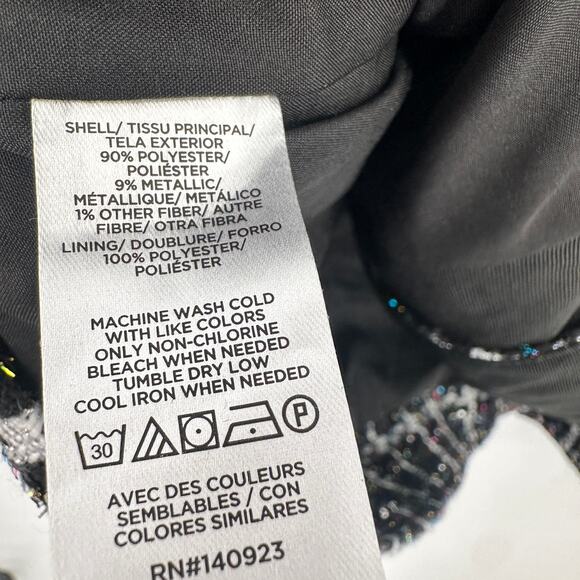 SHELL/ TISSU PRINCIPAL/
TELA EXTERIOR
90% POLYESTER/
POLIÉSTER
9% METALLIC/
MÉTALLIQUE/ METÁLICO
1% OTHER FIBER/ AUTRE
FIBRE/ OTRA FIBRA
LINING/ DOUBLURE/ FORRO
100% POLYESTER/
POLIÉSTER
MACHINE WASH COLD
WITH LIKE COLORS
ONLY NON-CHLORINE
BLEACH WHEN NEEDED
TUMBLE DRY LOW
COOL IRON WHEN NEEDED
30 P
AVEC DES COULEURS
SEMBLABLES / CON
COLORES SIMILARES
RN#140923